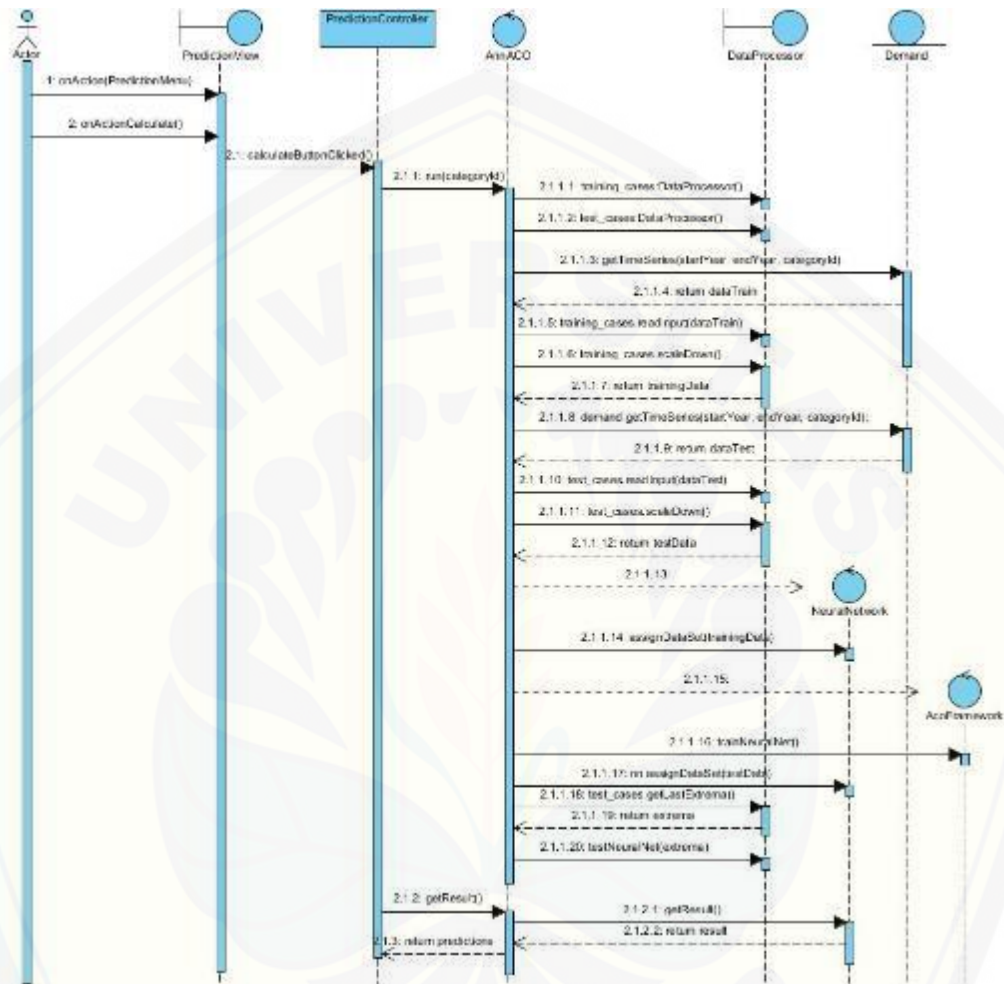 PredictionController
Actor
PredictionView
AnnACO
DataProcessor
Demand
1: onAction(PredictionMenu)
2: onActionCalculate()
2.1: calculateButtonClicked()
2.1.1: run(categoryId)
2.1.1.1: training_cases:DataProcessor()
2.1.1.2: test_cases:DataProcessor()
2.1.1.3: getTimeSeries(startYear, endYear, categoryId)
2.1.1.4: return dataTrain
2.1.1.5: training_cases.readInput(dataTrain)
2.1.1.6: training_cases.scaleDown()
2.1.1.7: return trainingData
2.1.1.8: demand.getTimeSeries(startYear, endYear, categoryId);
2.1.1.9: return dataTest
2.1.1.10: test_cases.readInput(dataTest)
2.1.1.11: test_cases.scaleDown()
2.1.1.12: return testData
2.1.1.13:
NeuralNetwork
2.1.1.14: assignDataSet(trainingData)
2.1.1.15:
AcoFramework
2.1.1.16: trainNeuralNet()
2.1.1.17: nn.assignDataSet(testData)
2.1.1.18: test_cases.getLastExtrema()
2.1.1.19: return extrema
2.1.1.20: testNeuralNet(extrema)
2.1.2: getResult()
2.1.2.1: getResult()
2.1.2.2: return result
2.1.3: return predictions
UNIVERSITAS